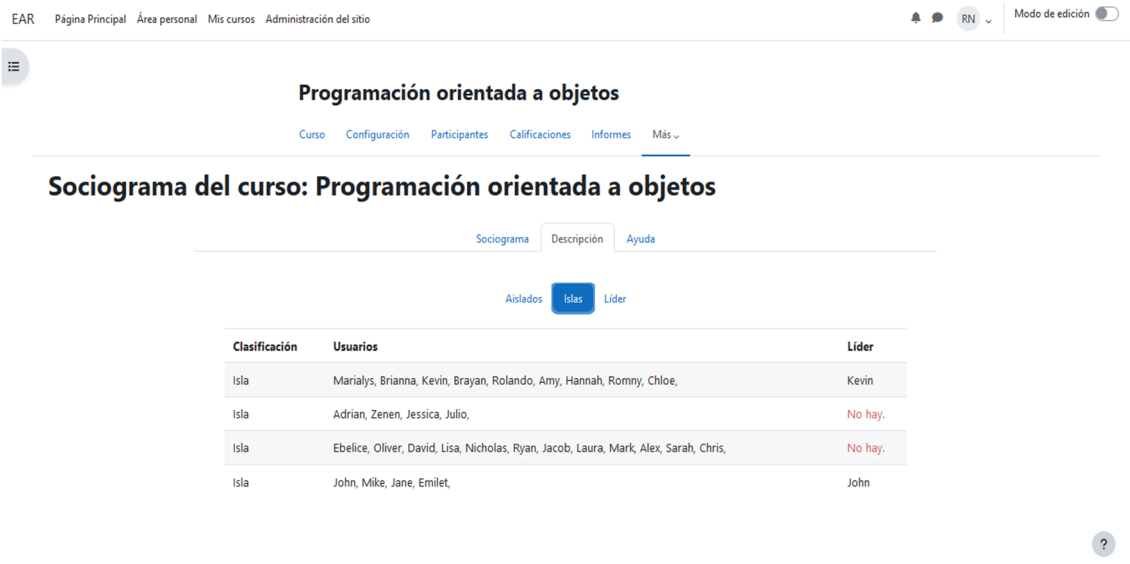 EAR Página Principal Área personal Mis cursos Administración del sitio RN Modo de edición
Programación orientada a objetos
Curso Configuración Participantes Calificaciones Informes Más
Sociograma del curso: Programación orientada a objetos
Sociograma Descripción Ayuda
Aislados Islas Líder
Clasificación Usuarios Líder
Isla Marialys, Brianna, Kevin, Brayan, Rolando, Amy, Hannah, Romny, Chloe, Kevin
Isla Adrian, Zenen, Jessica, Julio, No hay.
Isla Ebelice, Oliver, David, Lisa, Nicholas, Ryan, Jacob, Laura, Mark, Alex, Sarah, Chris, No hay.
Isla John, Mike, Jane, Emilet, John
?